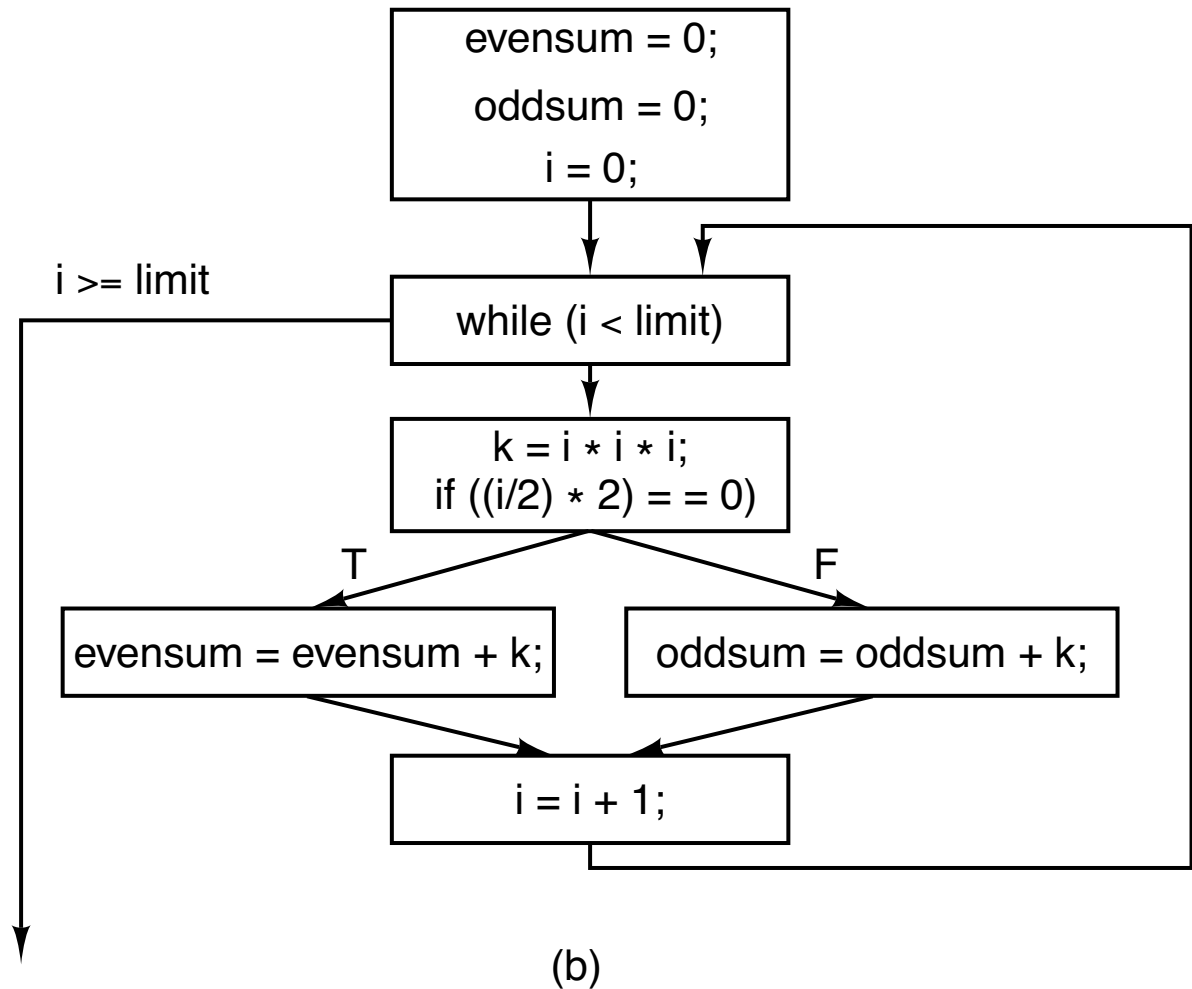 evensum = 0;
oddsum = 0;
i = 0;
i >= limit
while (i < limit)
k = i * i * i;
if ((i/2) * 2) = = 0)
T
F
evensum = evensum + k;
oddsum = oddsum + k;
i = i + 1;
(b)